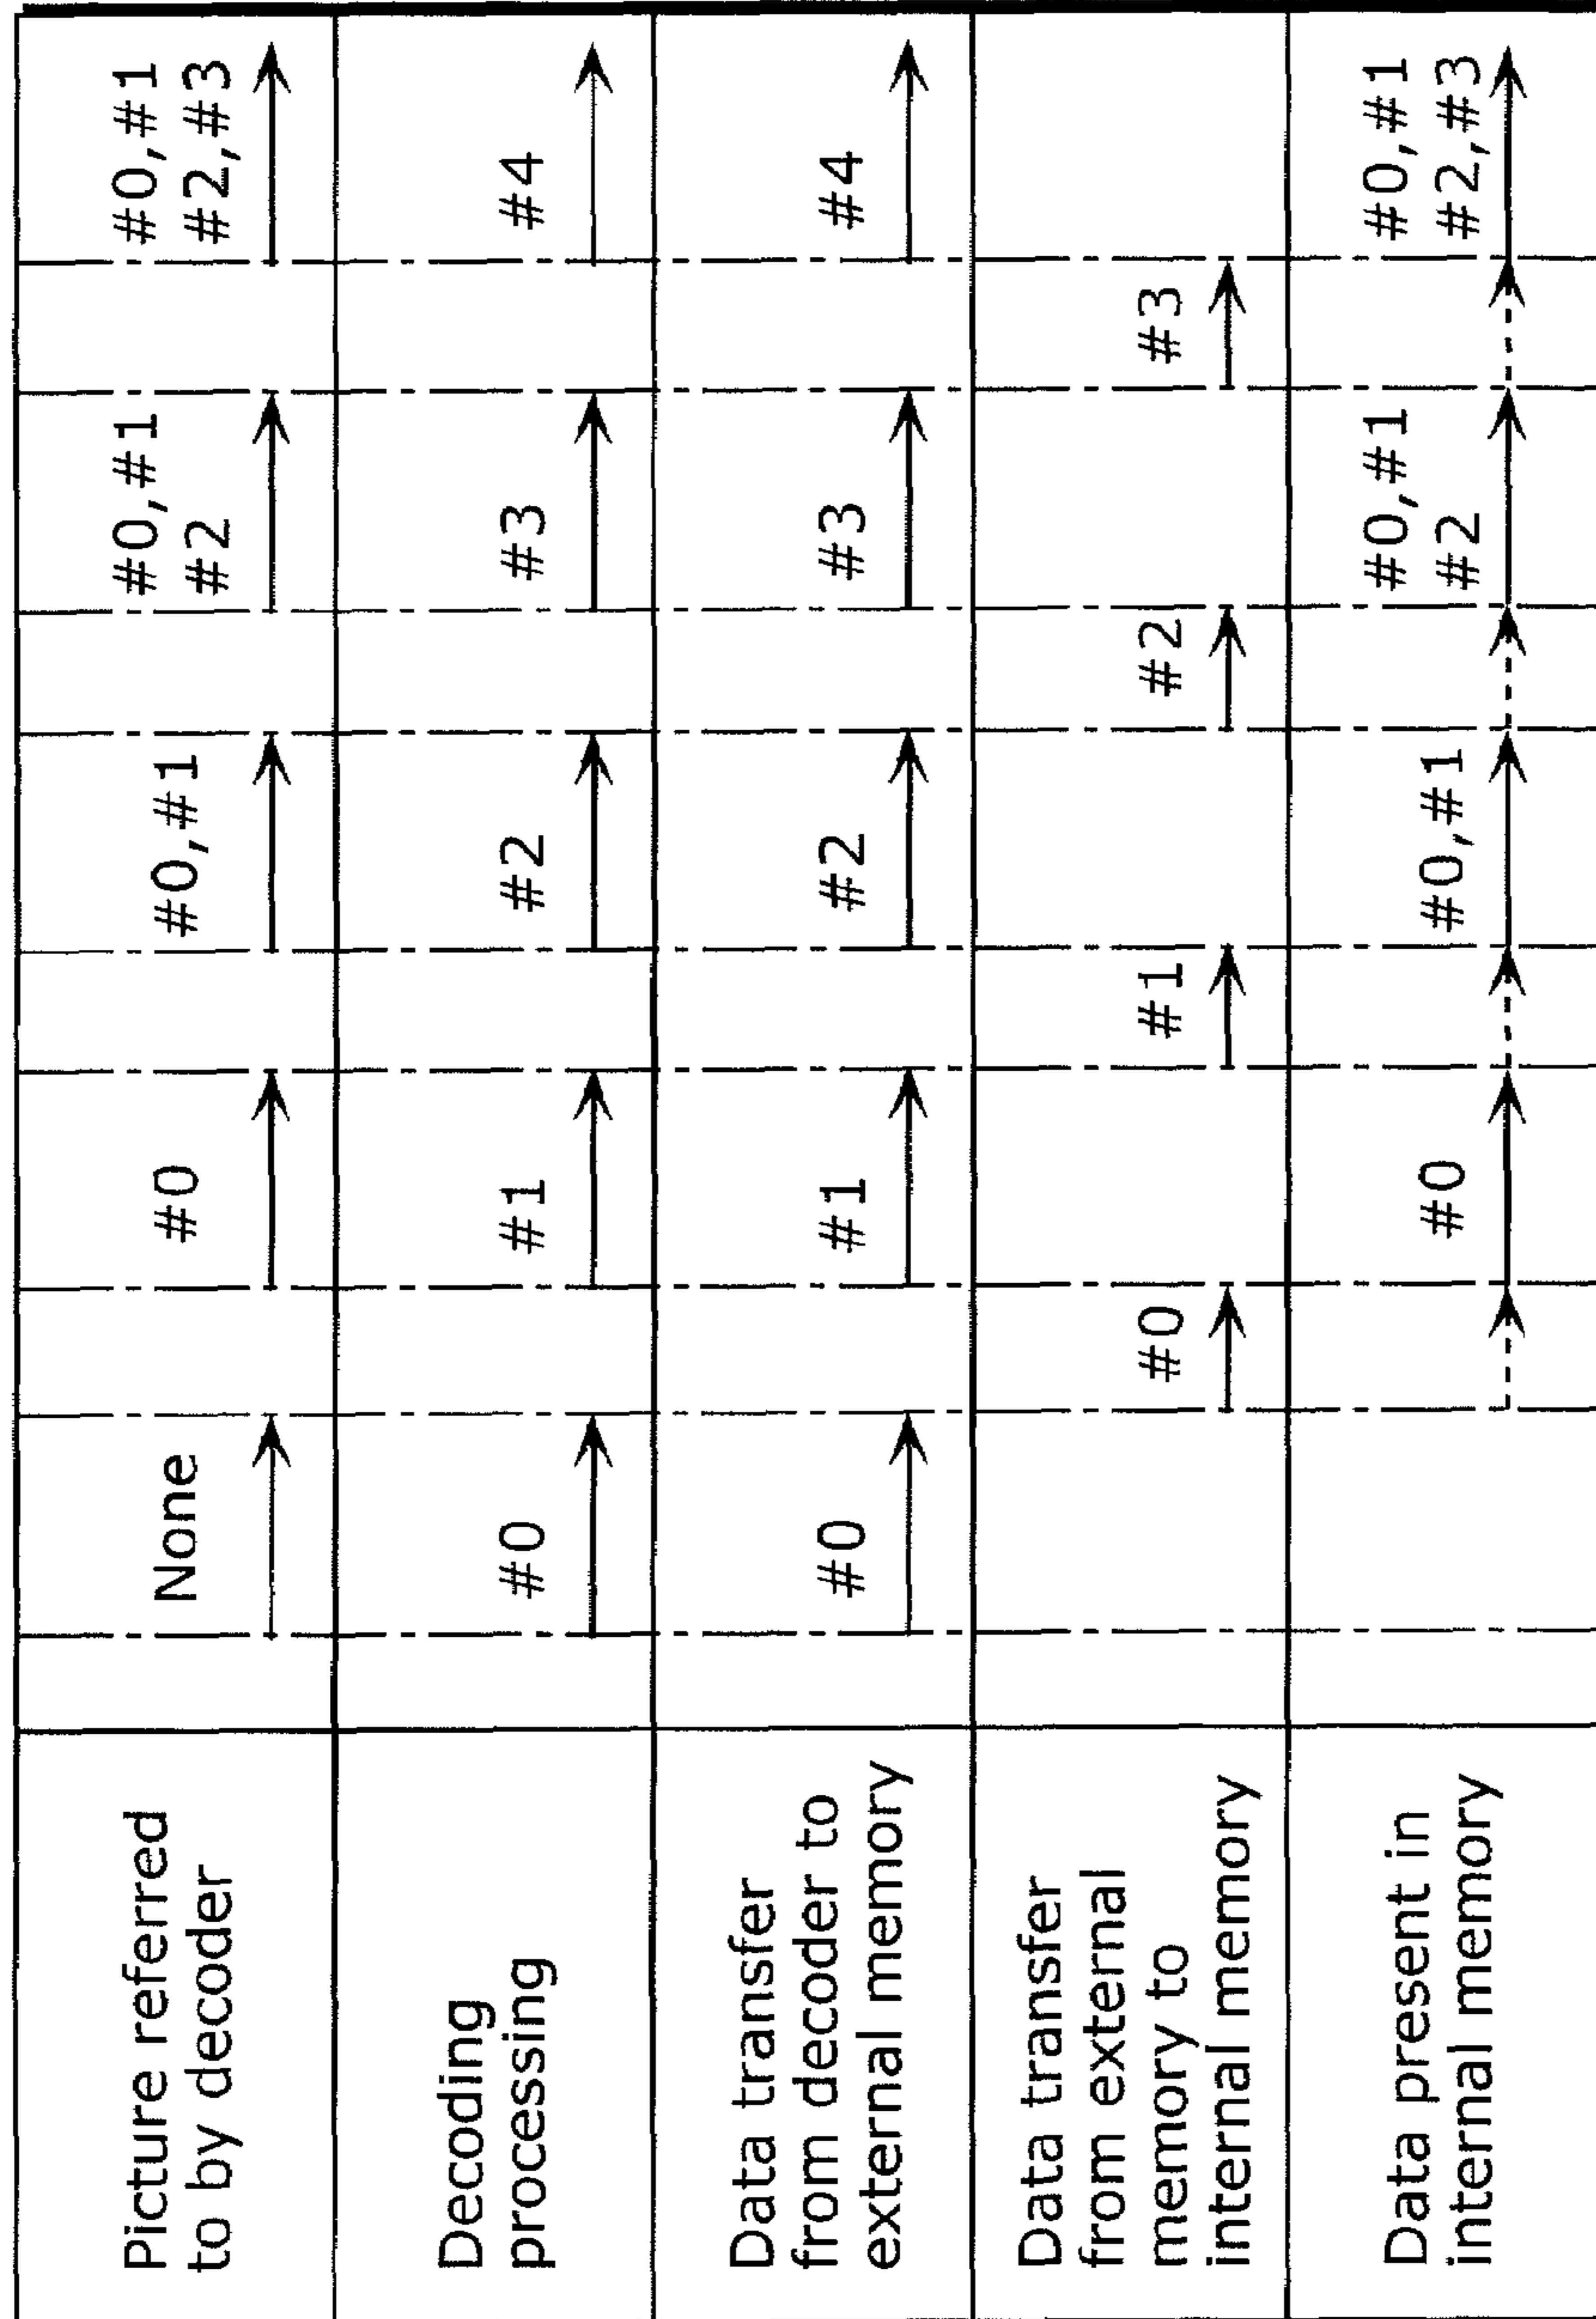 Picture referred
to by decoder
None
#0
#0,#1
#0,#1
#2
#0,#1
#2,#3
Decoding
processing
#0
#1
#2
#3
#4
Data transfer
from decoder to
external memory
#0
#1
#2
#3
#4
Data transfer
from external
memory to
internal memory
#0
#1
#2
#3
Data present in
internal memory
#0
#0,#1
#0,#1
#2
#0,#1
#2,#3